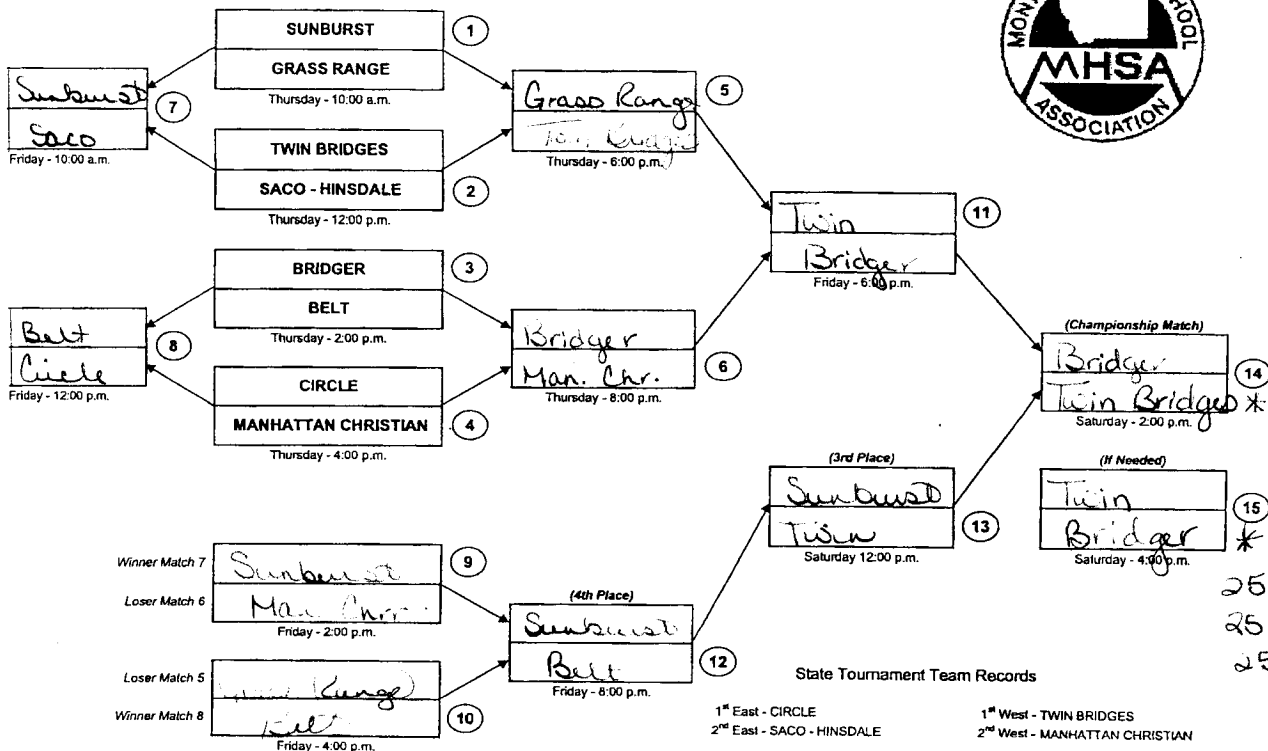 SUNBURST
1
GRASS RANGE
Thursday - 10:00 a.m.
Sunburst
7
Saco
Friday - 10:00 a.m.
TWIN BRIDGES
SACO - HINSDALE
2
Thursday - 12:00 p.m.
Grass Range
5
Thursday - 6:00 p.m.
MHSA
ASSOCIATION
BRIDGER
3
BELT
Thursday - 2:00 p.m.
Belt
8
Circle
Friday - 12:00 p.m.
CIRCLE
MANHATTAN CHRISTIAN
4
Thursday - 4:00 p.m.
Bridger
Man. Chr.
6
Thursday - 8:00 p.m.
Twin
11
Bridger
Friday - 6:00 p.m.
(Championship Match)
Bridger
14
Twin Bridges *
Saturday - 2:00 p.m.
(3rd Place)
Sunburst
Twin
13
Saturday 12:00 p.m.
(If Needed)
Twin
15
Bridger *
Saturday - 4:00 p.m.
25
25
25
Winner Match 7
Sunburst
9
Loser Match 6
Man. Chr.
Friday - 2:00 p.m.
Loser Match 5
Range
Winner Match 8
Belt
10
Friday - 4:00 p.m.
(4th Place)
Sunburst
Belt
12
Friday - 8:00 p.m.
State Tournament Team Records
1st East - CIRCLE
2nd East - SACO - HINSDALE
1st West - TWIN BRIDGES
2nd West - MANHATTAN CHRISTIAN